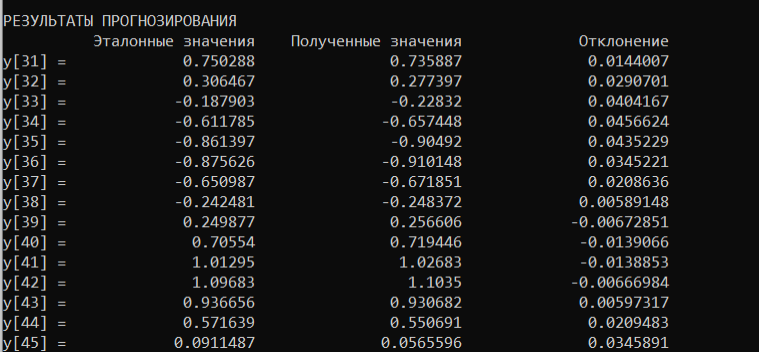 РЕЗУЛЬТАТЫ ПРОГНОЗИРОВАНИЯ
Эталонные значения Полученные значения Отклонение
y[31] = 0.750288 0.735887 0.0144007
y[32] = 0.306467 0.277397 0.0290701
y[33] = -0.187903 -0.22832 0.0404167
y[34] = -0.611785 -0.657448 0.0456624
y[35] = -0.861397 -0.90492 0.0435229
y[36] = -0.875626 -0.910148 0.0345221
y[37] = -0.650987 -0.671851 0.0208636
y[38] = -0.242481 -0.248372 0.00589148
y[39] = 0.249877 0.256606 -0.00672851
y[40] = 0.70554 0.719446 -0.0139066
y[41] = 1.01295 1.02683 -0.0138853
y[42] = 1.09683 1.1035 -0.00666984
y[43] = 0.936656 0.930682 0.00597317
y[44] = 0.571639 0.550691 0.0209483
y[45] = 0.0911487 0.0565596 0.0345891